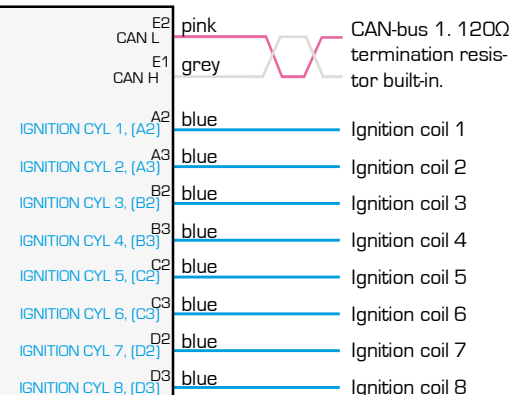 E2 pink
CAN L
CAN-bus 1. 120Ω
termination resis-
tor built-in.
E1 grey
CAN H
A2 blue
IGNITION CYL 1, (A2)
Ignition coil 1
A3 blue
IGNITION CYL 2, (A3)
Ignition coil 2
B2 blue
IGNITION CYL 3, (B2)
Ignition coil 3
B3 blue
IGNITION CYL 4, (B3)
Ignition coil 4
C2 blue
IGNITION CYL 5, (C2)
Ignition coil 5
C3 blue
IGNITION CYL 6, (C3)
Ignition coil 6
D2 blue
IGNITION CYL 7, (D2)
Ignition coil 7
D3 blue
IGNITION CYL 8, (D3)
Ignition coil 8